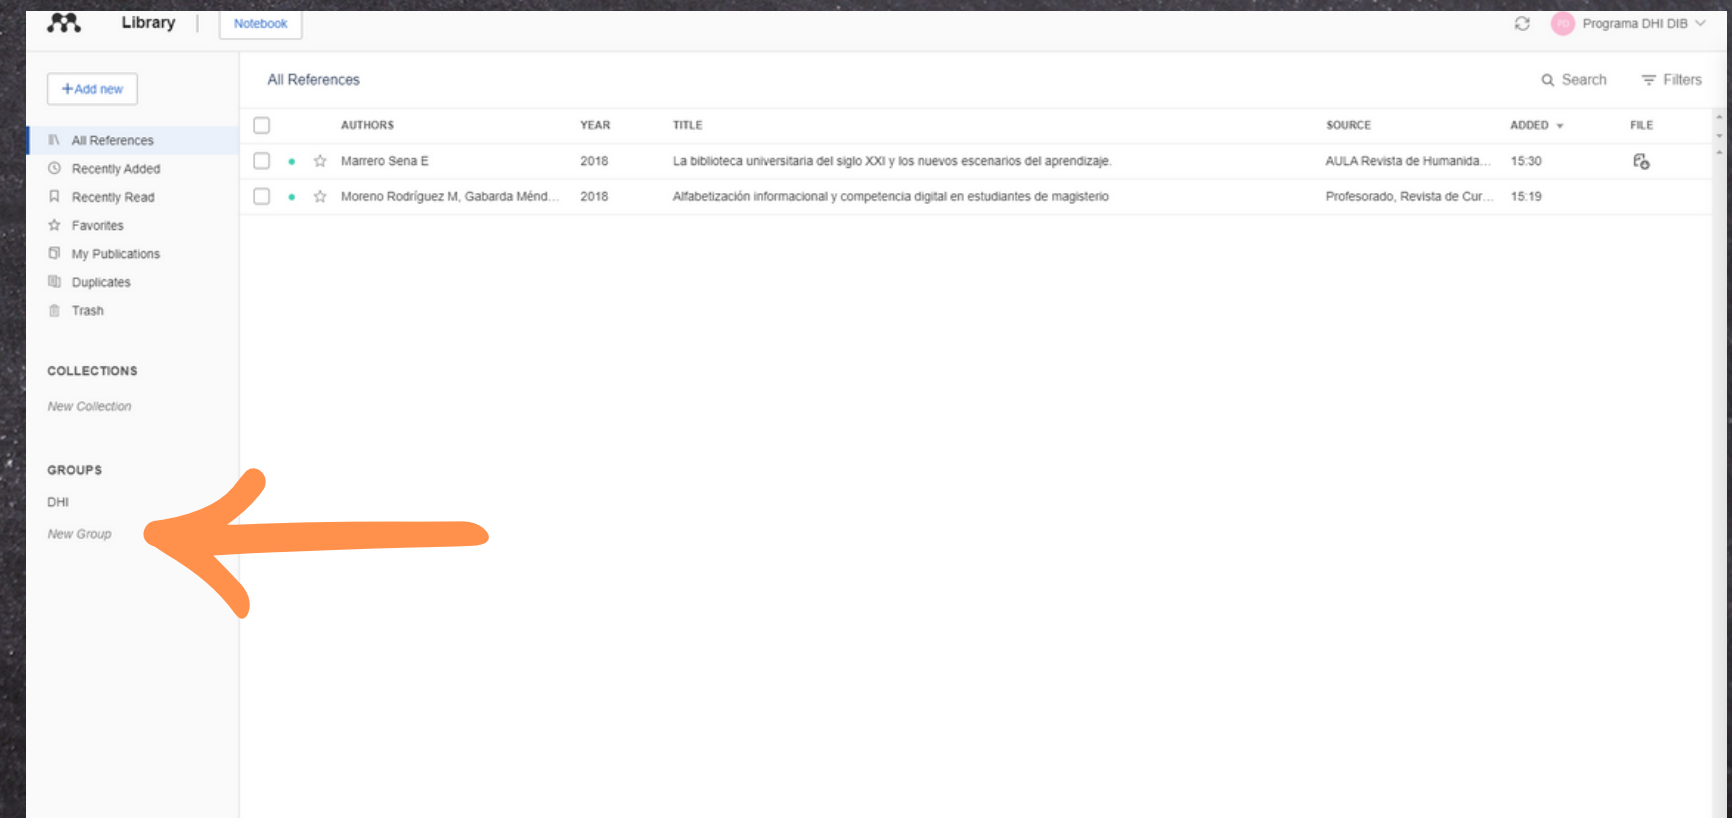 Library | Notebook
Programa DHI DIB
+Add new
All References
Recently Added
Recently Read
Favorites
My Publications
Duplicates
Trash
COLLECTIONS
New Collection
GROUPS
DHI
New Group
All References
Search Filters
AUTHORS YEAR TITLE SOURCE ADDED FILE
Marrero Sena E 2018 La biblioteca universitaria del siglo XXI y los nuevos escenarios del aprendizaje. AULA Revista de Humanida... 15:30
Moreno Rodríguez M, Gabarda Ménd... 2018 Alfabetización informacional y competencia digital en estudiantes de magisterio Profesorado, Revista de Cur... 15:19